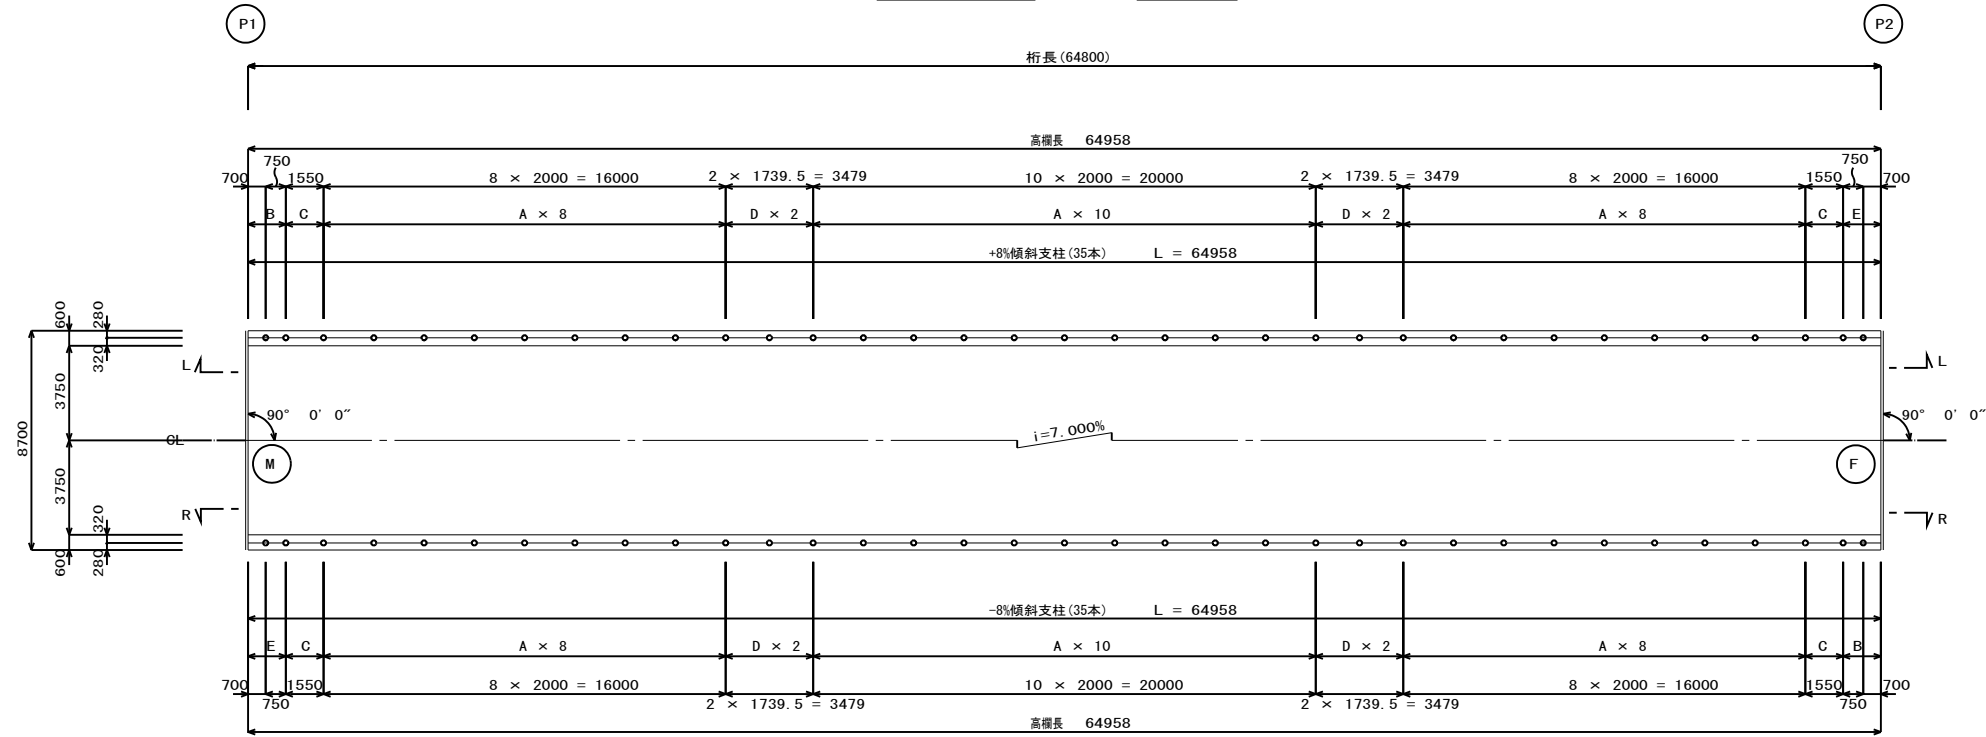 P1 P2
桁長(64800)
高欄長 64958
750 750
700 1550 8 × 2000 = 16000 2 × 1739.5 = 3479 10 × 2000 = 20000 2 × 1739.5 = 3479 8 × 2000 = 16000 1550 700
B C A × 8 D × 2 A × 10 D × 2 A × 8 C E
+8%傾斜支柱(35本) L = 64958
600 280
320
L L
3750
90° 0' 0″ 90° 0' 0″
8700
CL i=7.000%
M F
3750
R R
320
600 280
-8%傾斜支柱(35本) L = 64958
E C A × 8 D × 2 A × 10 D × 2 A × 8 C B
700 1550 8 × 2000 = 16000 10 × 2000 = 20000 8 × 2000 = 16000 1550 700
750 2 × 1739.5 = 3479 2 × 1739.5 = 3479 750
高欄長 64958